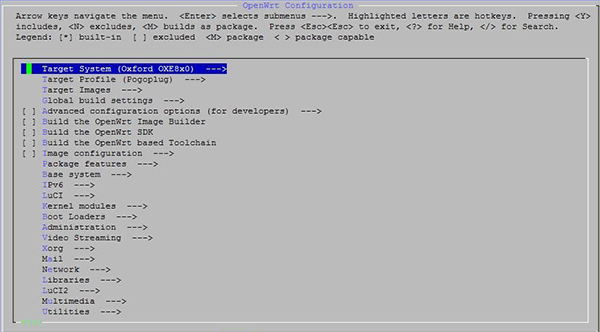 OpenWrt Configuration
Arrow keys navigate the menu. <Enter> selects submenus --->. Highlighted letters are hotkeys. Pressing <Y>
includes, <N> excludes, <M> builds as package. Press <Esc><Esc> to exit, <?> for Help, </> for Search.
Legend: [*] built-in [ ] excluded <M> package < > package capable
Target System (Oxford OXE8x0) --->
Target Profile (Pogoplug) --->
Target Images --->
Global build settings --->
[ ] Advanced configuration options (for developers) --->
[ ] Build the OpenWrt Image Builder
[ ] Build the OpenWrt SDK
[ ] Build the OpenWrt based Toolchain
[ ] Image configuration --->
Package features --->
Base system --->
IPv6 --->
LuCI --->
Kernel modules --->
Boot Loaders --->
Administration --->
Video Streaming --->
Xorg --->
Mail --->
Network --->
Libraries --->
LuCI2 --->
Multimedia --->
Utilities --->